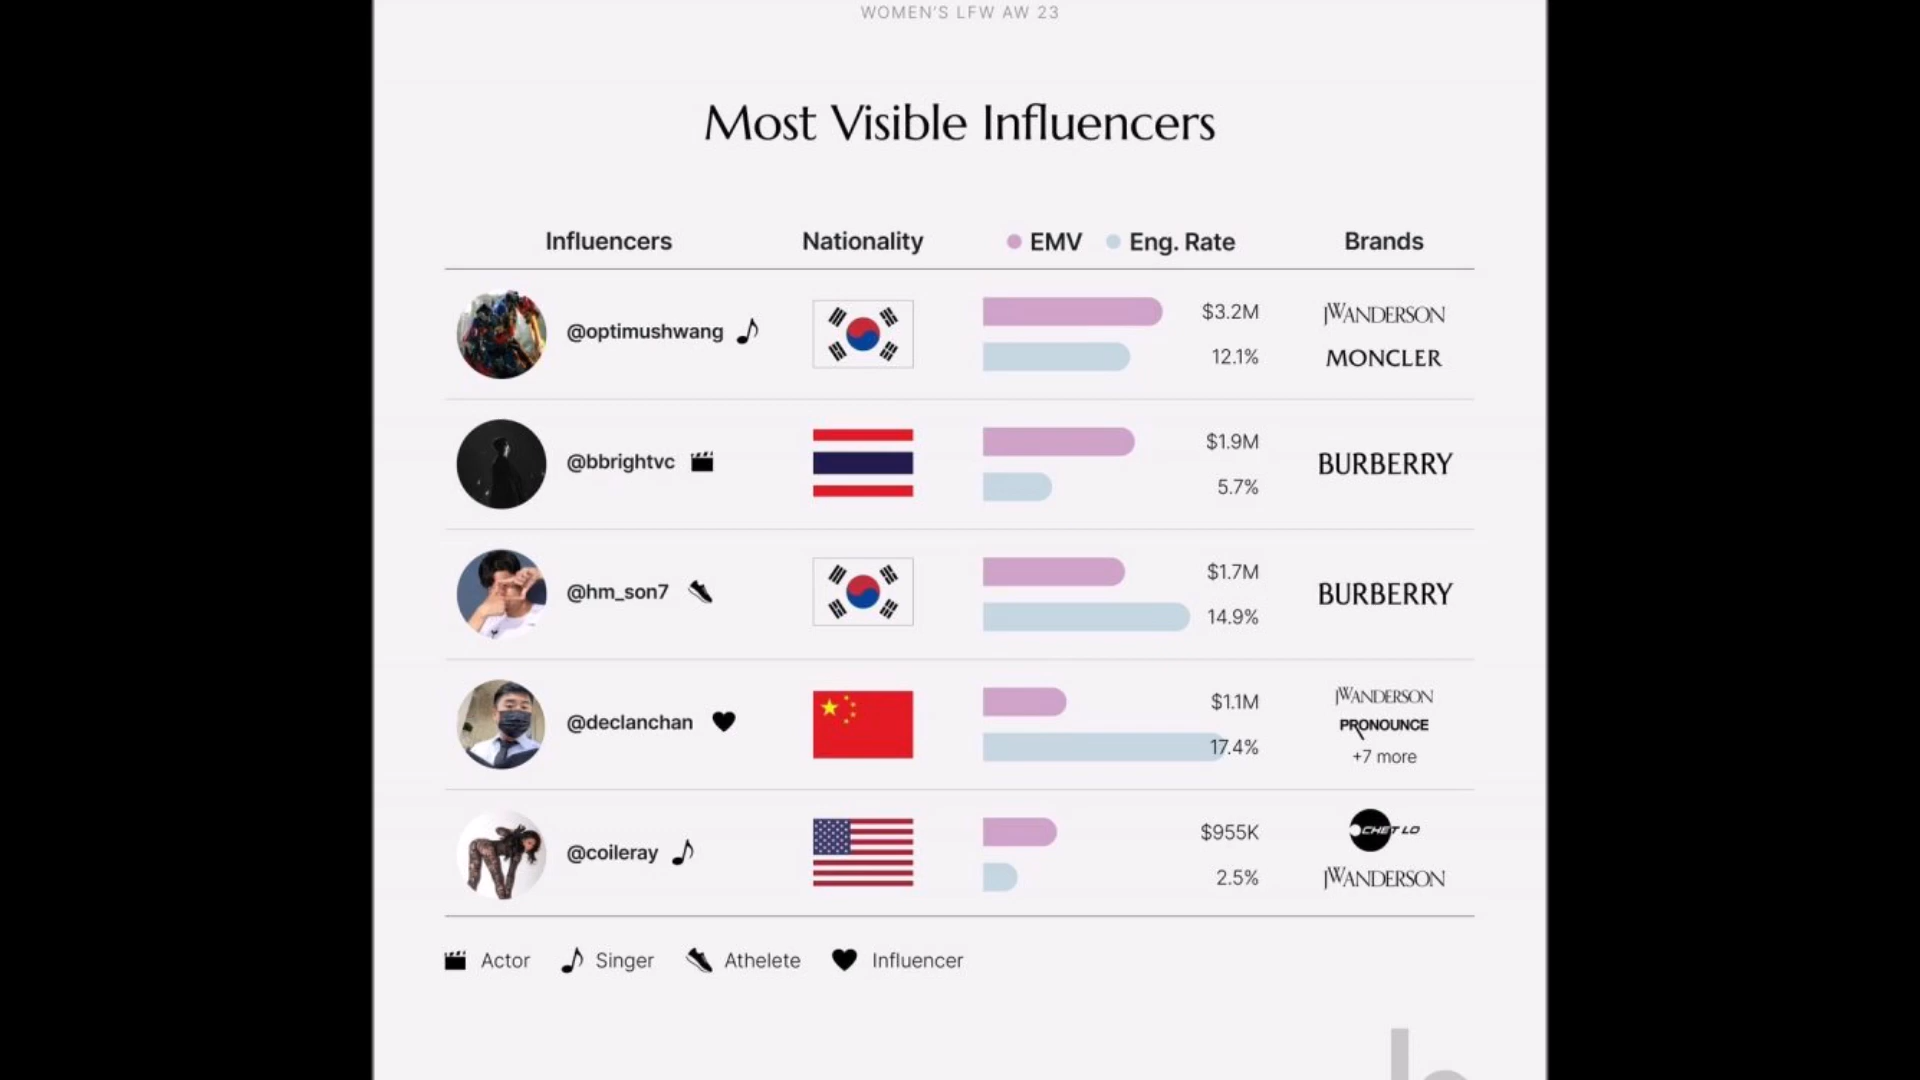 WOMEN'S LFW AW 23
Most Visible Influencers
Influencers Nationality EMV Eng. Rate Brands
@optimushwang $3.2M JWANDERSON
12.1% MONCLER
@bbrightvc $1.9M BURBERRY
5.7%
@hm_son7 $1.7M BURBERRY
14.9%
@declanchan $1.1M JWANDERSON
PRONOUNCE
17.4% +7 more
@coileray $955K CHET LO
2.5% JWANDERSON
Actor Singer Athelete Influencer